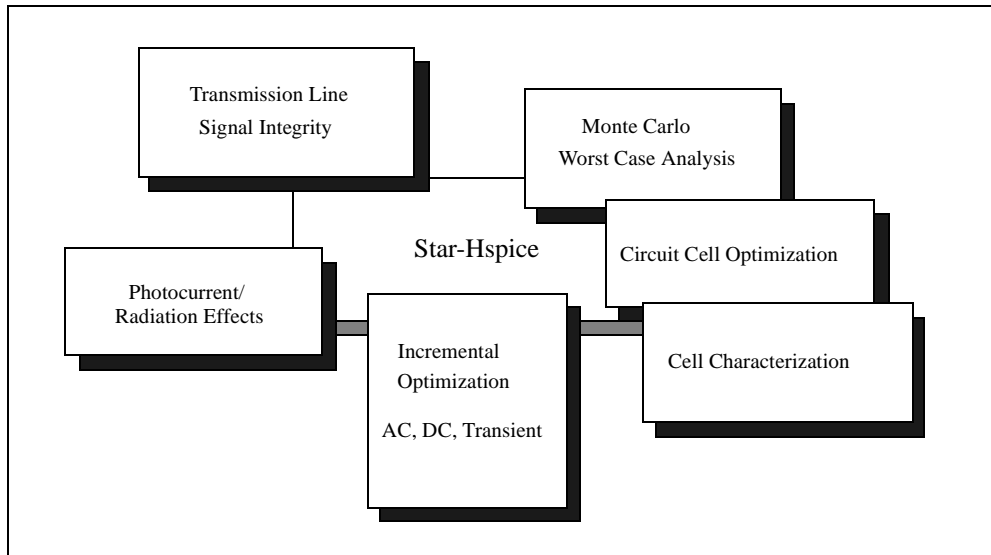 Transmission Line
Signal Integrity
Monte Carlo
Worst Case Analysis
Star-Hspice
Circuit Cell Optimization
Photocurrent/
Radiation Effects
Incremental
Optimization
AC, DC, Transient
Cell Characterization